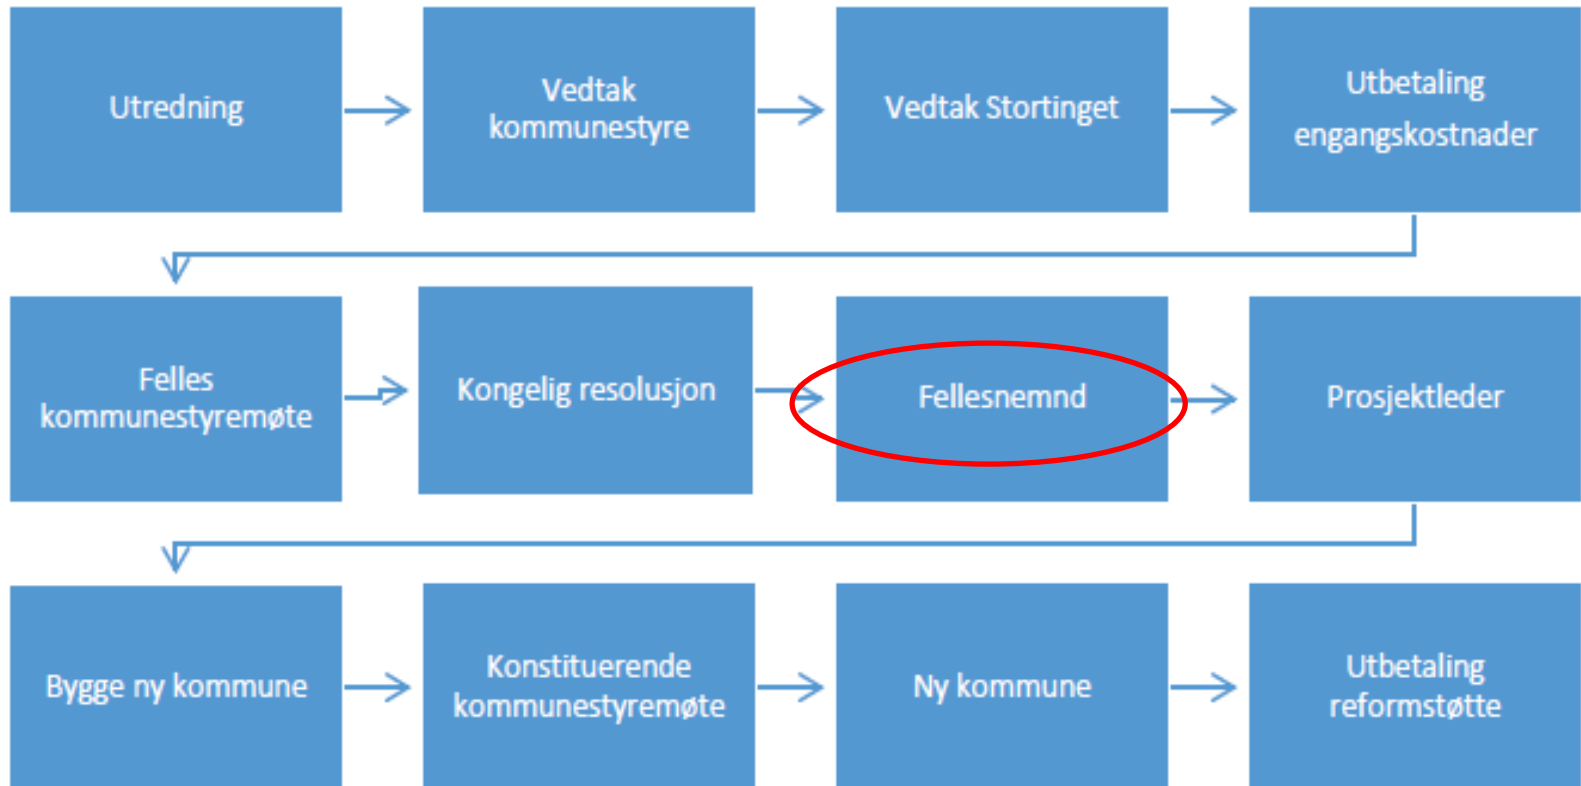 Utredning
Vedtak
kommunestyre
Vedtak Stortinget
Utbetaling
engangskostnader
Felles
kommunestyremøte
Kongelig resolusjon
Fellesnemnd
Prosjektleder
Bygge ny kommune
Konstituerende
kommunestyremøte
Ny kommune
Utbetaling
reformstøtte